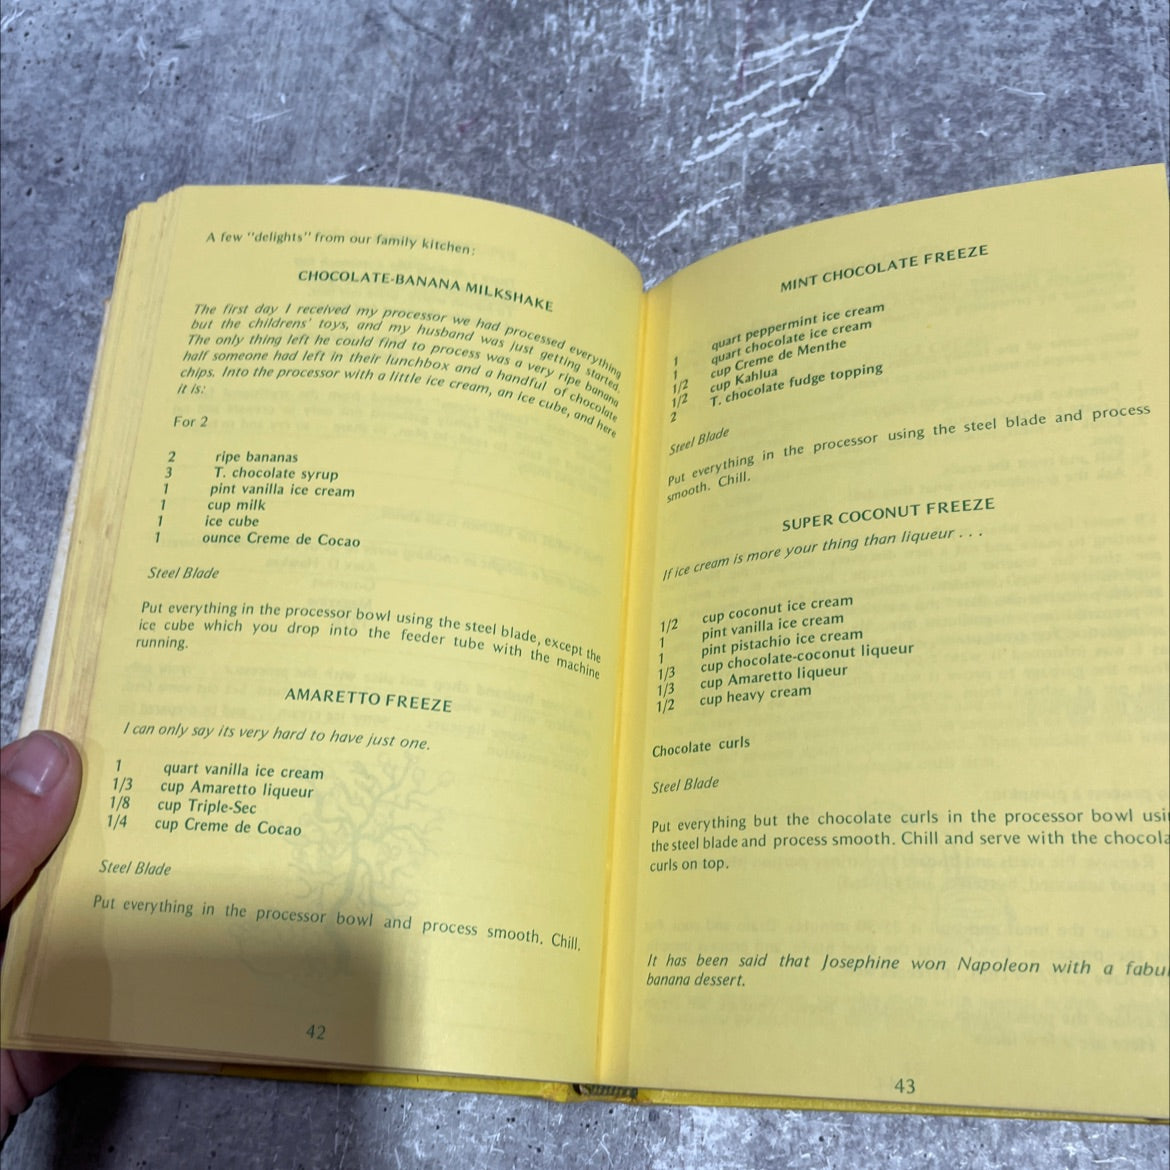 A few "delights" from our family kitchen:
CHOCOLATE-BANANA MILKSHAKE
The first day I received my processor we had processed everything
but the childrens' toys, and my husband was just getting started.
The only thing left he could find to process was a very ripe banana
half someone had left in their lunchbox and a handful of chocolate
chips. Into the processor with a little ice cream, an ice cube, and here
it is:
For 2
2 ripe bananas
3 T. chocolate syrup
1 pint vanilla ice cream
1 cup milk
1 ice cube
1 ounce Creme de Cocao
Steel Blade
Put everything in the processor bowl using the steel blade, except the
ice cube which you drop into the feeder tube with the machine
running.
AMARETTO FREEZE
I can only say its very hard to have just one.
1 quart vanilla ice cream
1/3 cup Amaretto liqueur
1/8 cup Triple-Sec
1/4 cup Creme de Cocao
Steel Blade
Put everything in the processor bowl and process smooth. Chill.
42
MINT CHOCOLATE FREEZE
1 quart peppermint ice cream
1 quart chocolate ice cream
1/2 cup Creme de Menthe
1/2 cup Kahlua
2 T. chocolate fudge topping
Steel Blade
Put everything in the processor using the steel blade and process
smooth. Chill.
SUPER COCONUT FREEZE
If ice cream is more your thing than liqueur . . .
1/2 cup coconut ice cream
1 pint vanilla ice cream
1 pint pistachio ice cream
1/3 cup chocolate-coconut liqueur
1/3 cup Amaretto liqueur
1/2 cup heavy cream
Chocolate curls
Steel Blade
Put everything but the chocolate curls in the processor bowl usi
the steel blade and process smooth. Chill and serve with the chocola
curls on top.
It has been said that Josephine won Napoleon with a fabu
banana dessert.
43